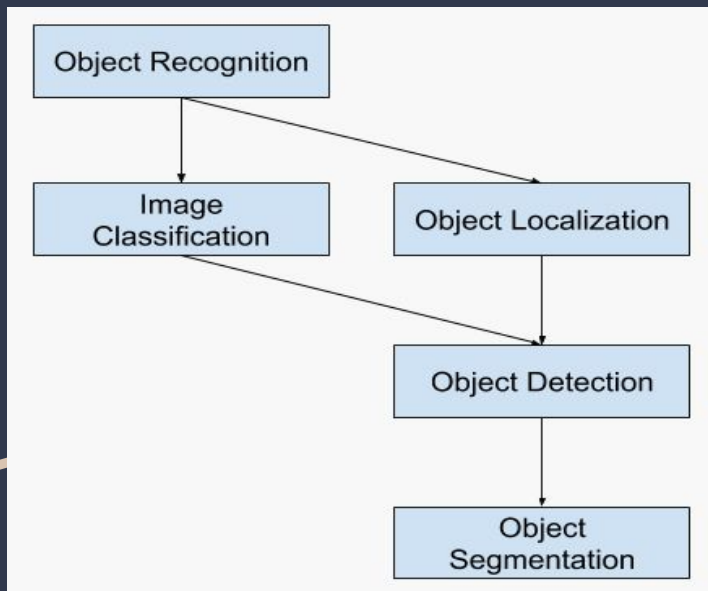 Object Recognition
Image
Classification
Object Localization
Object Detection
Object
Segmentation